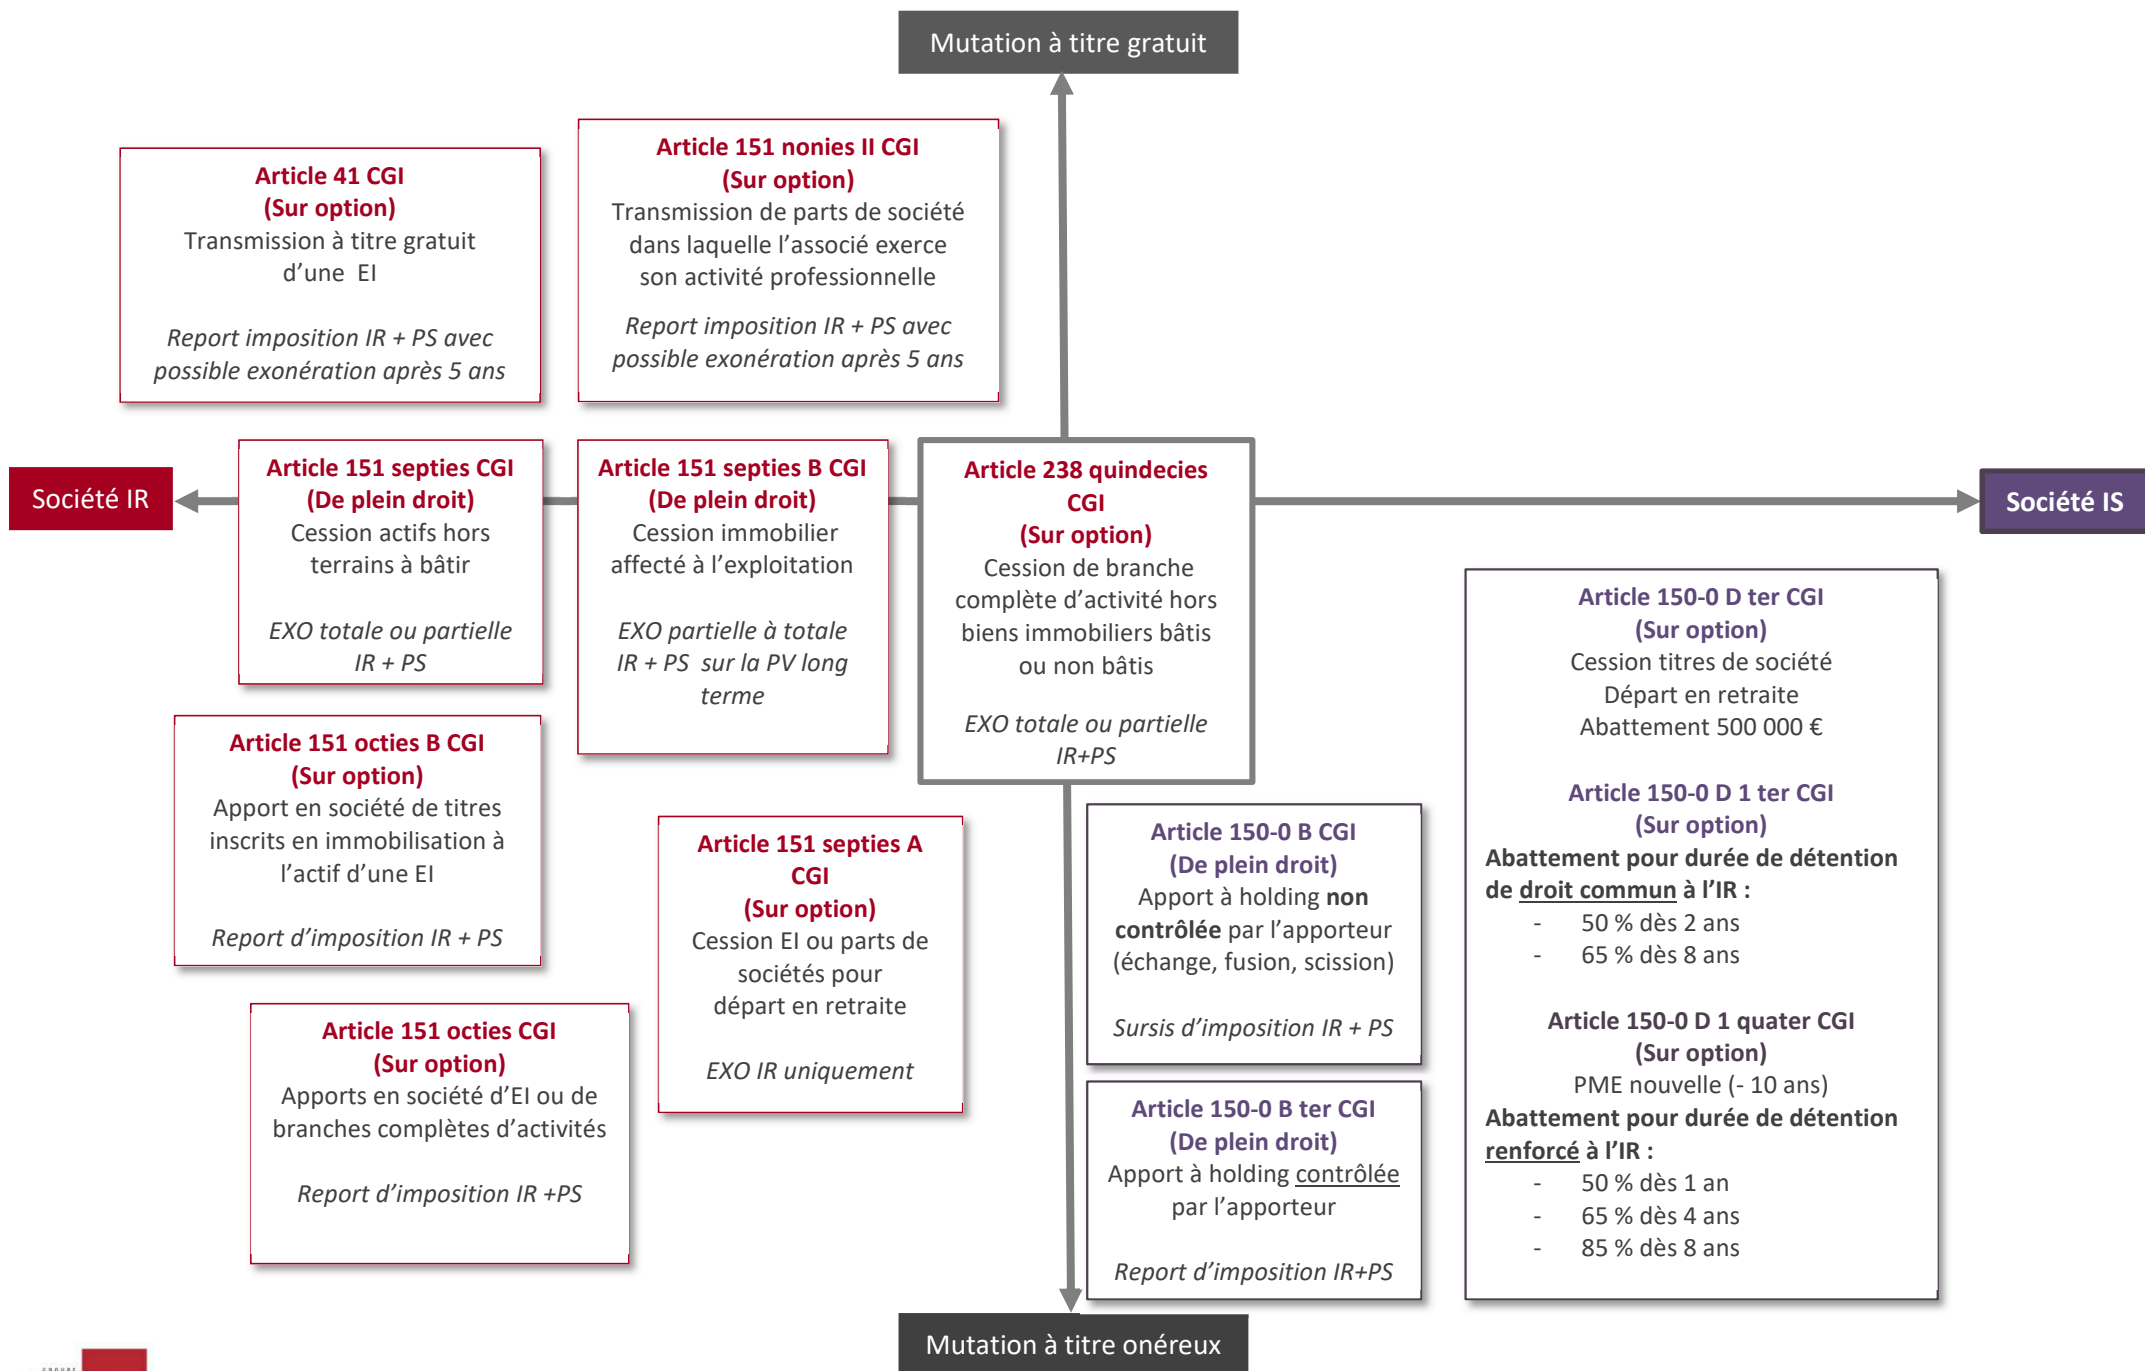 Mutation à titre gratuit
Article 41 CGI
(Sur option)
Transmission à titre gratuit
d’une  EI
Report imposition IR + PS avec
possible exonération après 5 ans
Article 151 nonies II CGI
(Sur option)
Transmission de parts de société
dans laquelle l’associé exerce
son activité professionnelle
Report imposition IR + PS avec
possible exonération après 5 ans
Société IR
Article 151 septies CGI
(De plein droit)
Cession actifs hors
terrains à bâtir
EXO totale ou partielle
IR + PS
Article 151 septies B CGI
(De plein droit)
Cession immobilier
affecté à l’exploitation
EXO partielle à totale
IR + PS  sur la PV long
terme
Article 238 quindecies
CGI
(Sur option)
Cession de branche
complète d’activité hors
biens immobiliers bâtis
ou non bâtis
EXO totale ou partielle
IR+PS
Société IS
Article 151 octies B CGI
(Sur option)
Apport en société de titres
inscrits en immobilisation à
l’actif d’une EI
Report d’imposition IR + PS
Article 151 septies A
CGI
(Sur option)
Cession EI ou parts de
sociétés pour
départ en retraite
EXO IR uniquement
Article 151 octies CGI
(Sur option)
Apports en société d’EI ou de
branches complètes d’activités
Report d’imposition IR +PS
Article 150-0 B CGI
(De plein droit)
Apport à holding non
contrôlée par l’apporteur
(échange, fusion, scission)
Sursis d’imposition IR + PS
Article 150-0 B ter CGI
(De plein droit)
Apport à holding contrôlée
par l’apporteur
Report d’imposition IR+PS
Article 150-0 D ter CGI
(Sur option)
Cession titres de société
Départ en retraite
Abattement 500 000 €
Article 150-0 D 1 ter CGI
(Sur option)
Abattement pour durée de détention
de droit commun à l’IR :
- 50 % dès 2 ans
- 65 % dès 8 ans
Article 150-0 D 1 quater CGI
(Sur option)
PME nouvelle (- 10 ans)
Abattement pour durée de détention
renforcé à l’IR :
- 50 % dès 1 an
- 65 % dès 4 ans
- 85 % dès 8 ans
Mutation à titre onéreux
GROUPE